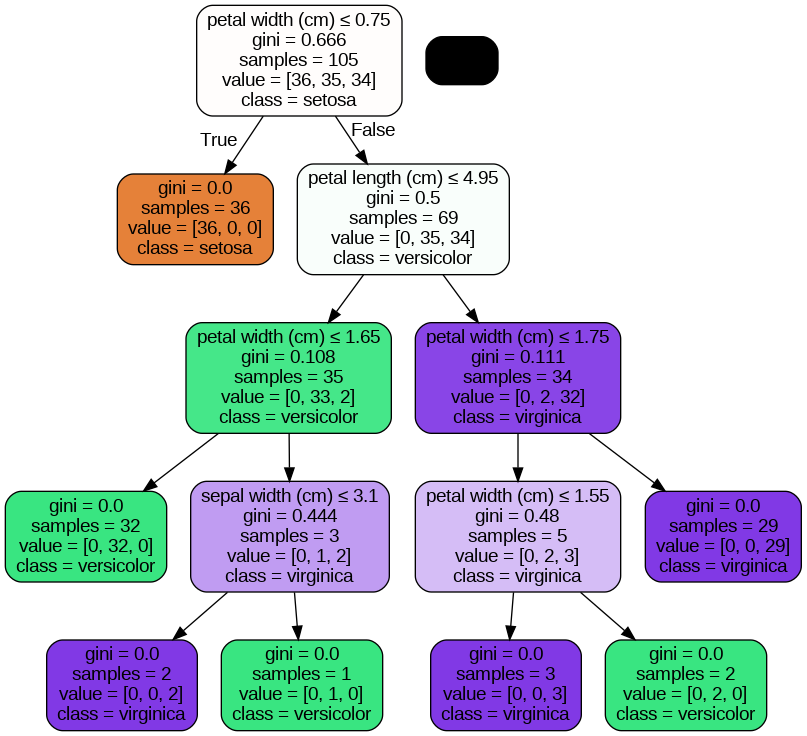 petal width (cm) ≤ 0.75
gini = 0.666
samples = 105
value = [36, 35, 34]
class = setosa
True
False
gini = 0.0
samples = 36
value = [36, 0, 0]
class = setosa
petal length (cm) ≤ 4.95
gini = 0.5
samples = 69
value = [0, 35, 34]
class = versicolor
petal width (cm) ≤ 1.65
gini = 0.108
samples = 35
value = [0, 33, 2]
class = versicolor
petal width (cm) ≤ 1.75
gini = 0.111
samples = 34
value = [0, 2, 32]
class = virginica
gini = 0.0
samples = 32
value = [0, 32, 0]
class = versicolor
sepal width (cm) ≤ 3.1
gini = 0.444
samples = 3
value = [0, 1, 2]
class = virginica
petal width (cm) ≤ 1.55
gini = 0.48
samples = 5
value = [0, 2, 3]
class = virginica
gini = 0.0
samples = 29
value = [0, 0, 29]
class = virginica
gini = 0.0
samples = 2
value = [0, 0, 2]
class = virginica
gini = 0.0
samples = 1
value = [0, 1, 0]
class = versicolor
gini = 0.0
samples = 3
value = [0, 0, 3]
class = virginica
gini = 0.0
samples = 2
value = [0, 2, 0]
class = versicolor